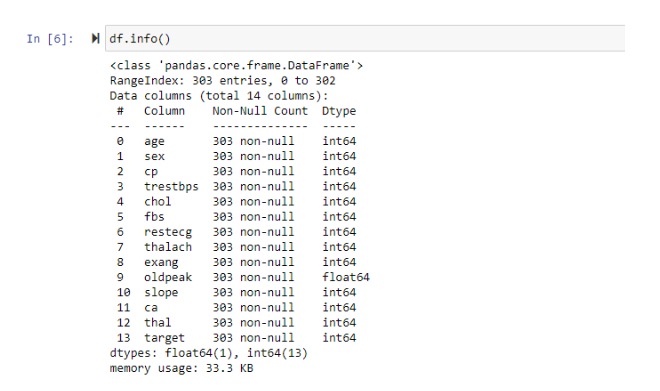 In [6]: df.info()
<class 'pandas.core.frame.DataFrame'>
RangeIndex: 303 entries, 0 to 302
Data columns (total 14 columns):
 #   Column    Non-Null Count  Dtype
---  ------    --------------  -----
 0   age       303 non-null    int64
 1   sex       303 non-null    int64
 2   cp        303 non-null    int64
 3   trestbps  303 non-null    int64
 4   chol      303 non-null    int64
 5   fbs       303 non-null    int64
 6   restecg   303 non-null    int64
 7   thalach   303 non-null    int64
 8   exang     303 non-null    int64
 9   oldpeak   303 non-null    float64
 10  slope     303 non-null    int64
 11  ca        303 non-null    int64
 12  thal      303 non-null    int64
 13  target    303 non-null    int64
dtypes: float64(1), int64(13)
memory usage: 33.3 KB